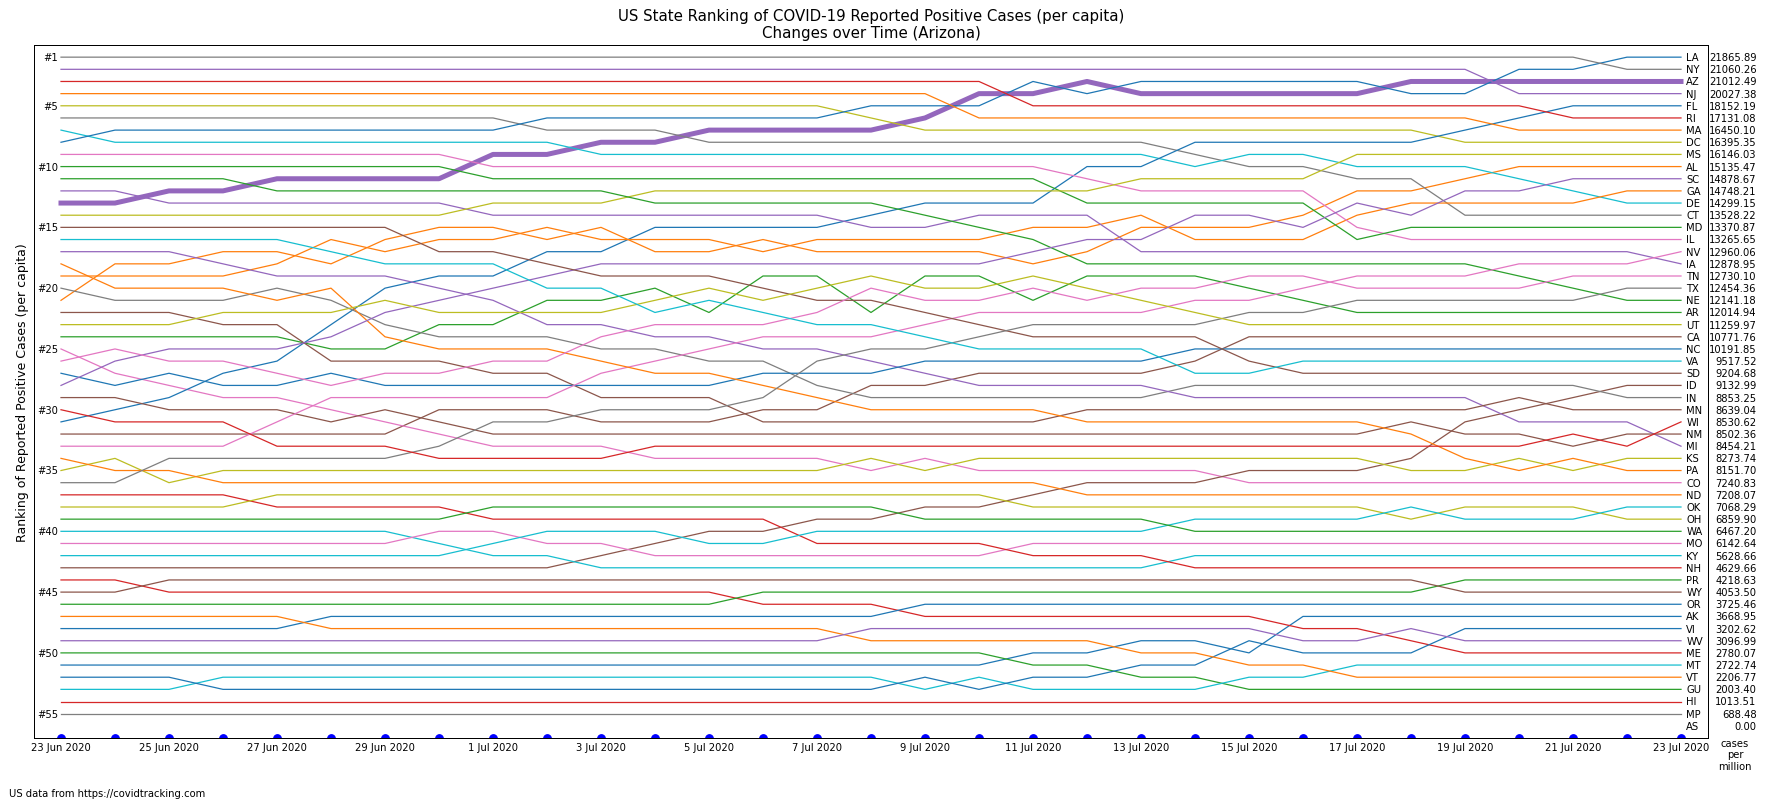 US State Ranking of COVID-19 Reported Positive Cases (per capita)
Changes over Time (Arizona)
Ranking of Reported Positive Cases (per capita)
#1
#5
#10
#15
#20
#25
#30
#35
#40
#45
#50
#55
LA 21865.89
NY 21060.26
AZ 21012.49
NJ 20027.38
FL 18152.19
RI 17131.08
MA 16450.10
DC 16395.35
MS 16146.03
AL 15135.47
SC 14878.67
GA 14748.21
DE 14299.15
CT 13528.22
MD 13370.87
IL 13265.65
NV 12960.06
IA 12878.95
TN 12730.10
TX 12454.36
NE 12141.18
AR 12014.94
UT 11259.97
CA 10771.76
NC 10191.85
VA 9517.52
SD 9204.68
ID 9132.99
IN 8853.25
MN 8639.04
WI 8530.62
NM 8502.36
MI 8454.21
KS 8273.74
PA 8151.70
CO 7240.83
ND 7208.07
OK 7068.29
OH 6859.90
WA 6467.20
MO 6142.64
KY 5628.66
NH 4629.66
PR 4218.63
WY 4053.50
OR 3725.46
AK 3668.95
VI 3202.62
WV 3096.99
ME 2780.07
MT 2722.74
VT 2206.77
GU 2003.40
HI 1013.51
MP 688.48
AS 0.00
23 Jun 2020 25 Jun 2020 27 Jun 2020 29 Jun 2020 1 Jul 2020 3 Jul 2020 5 Jul 2020 7 Jul 2020 9 Jul 2020 11 Jul 2020 13 Jul 2020 15 Jul 2020 17 Jul 2020 19 Jul 2020 21 Jul 2020 23 Jul 2020
cases
per
million
US data from https://covidtracking.com